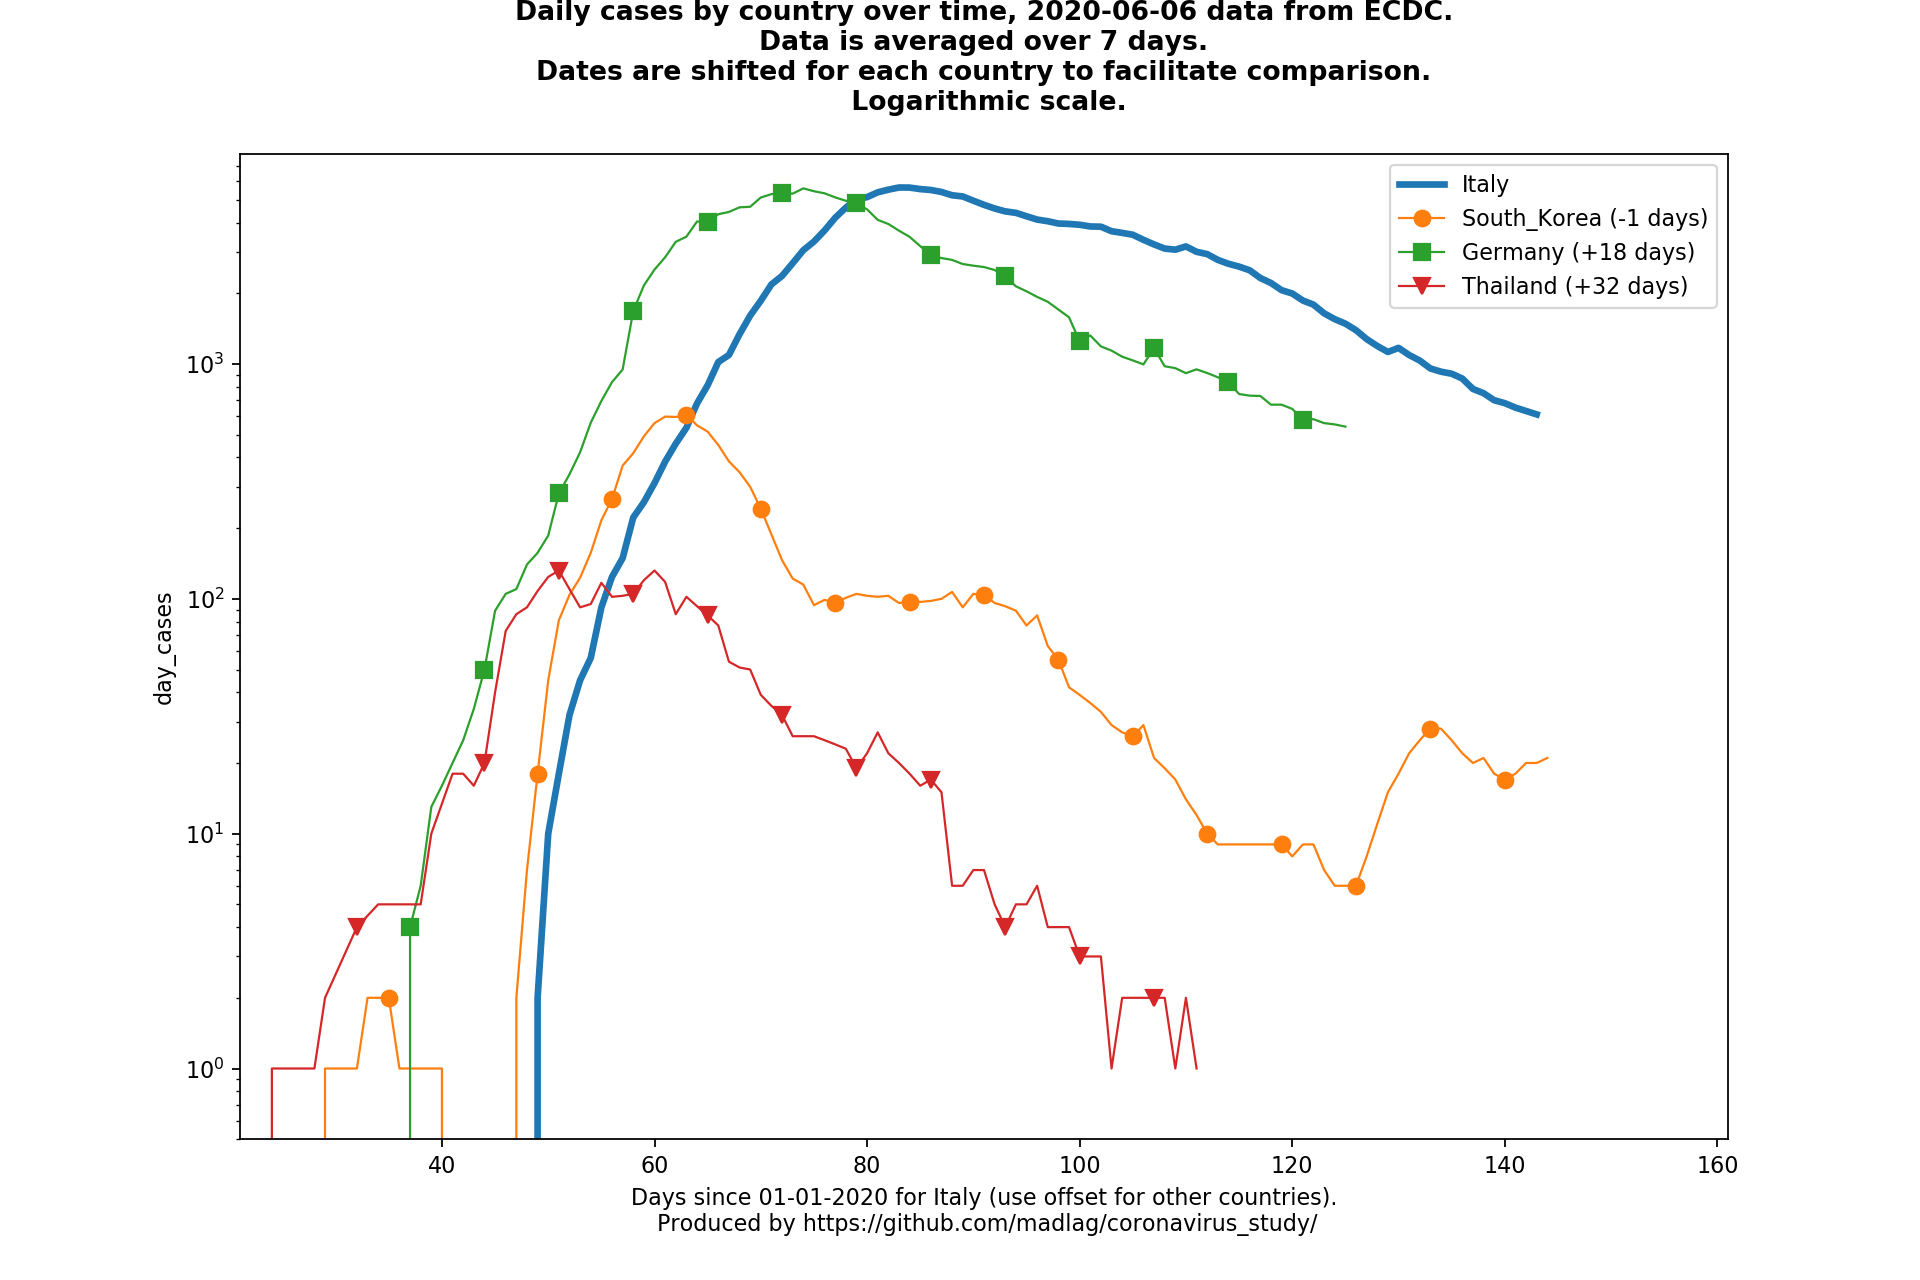 Daily cases by country over time, 2020-06-06 data from ECDC.
Data is averaged over 7 days.
Dates are shifted for each country to facilitate comparison.
Logarithmic scale.
Italy
South_Korea (-1 days)
Germany (+18 days)
Thailand (+32 days)
10³
10²
10¹
10⁰
day_cases
40 60 80 100 120 140 160
Days since 01-01-2020 for Italy (use offset for other countries).
Produced by https://github.com/madlag/coronavirus_study/